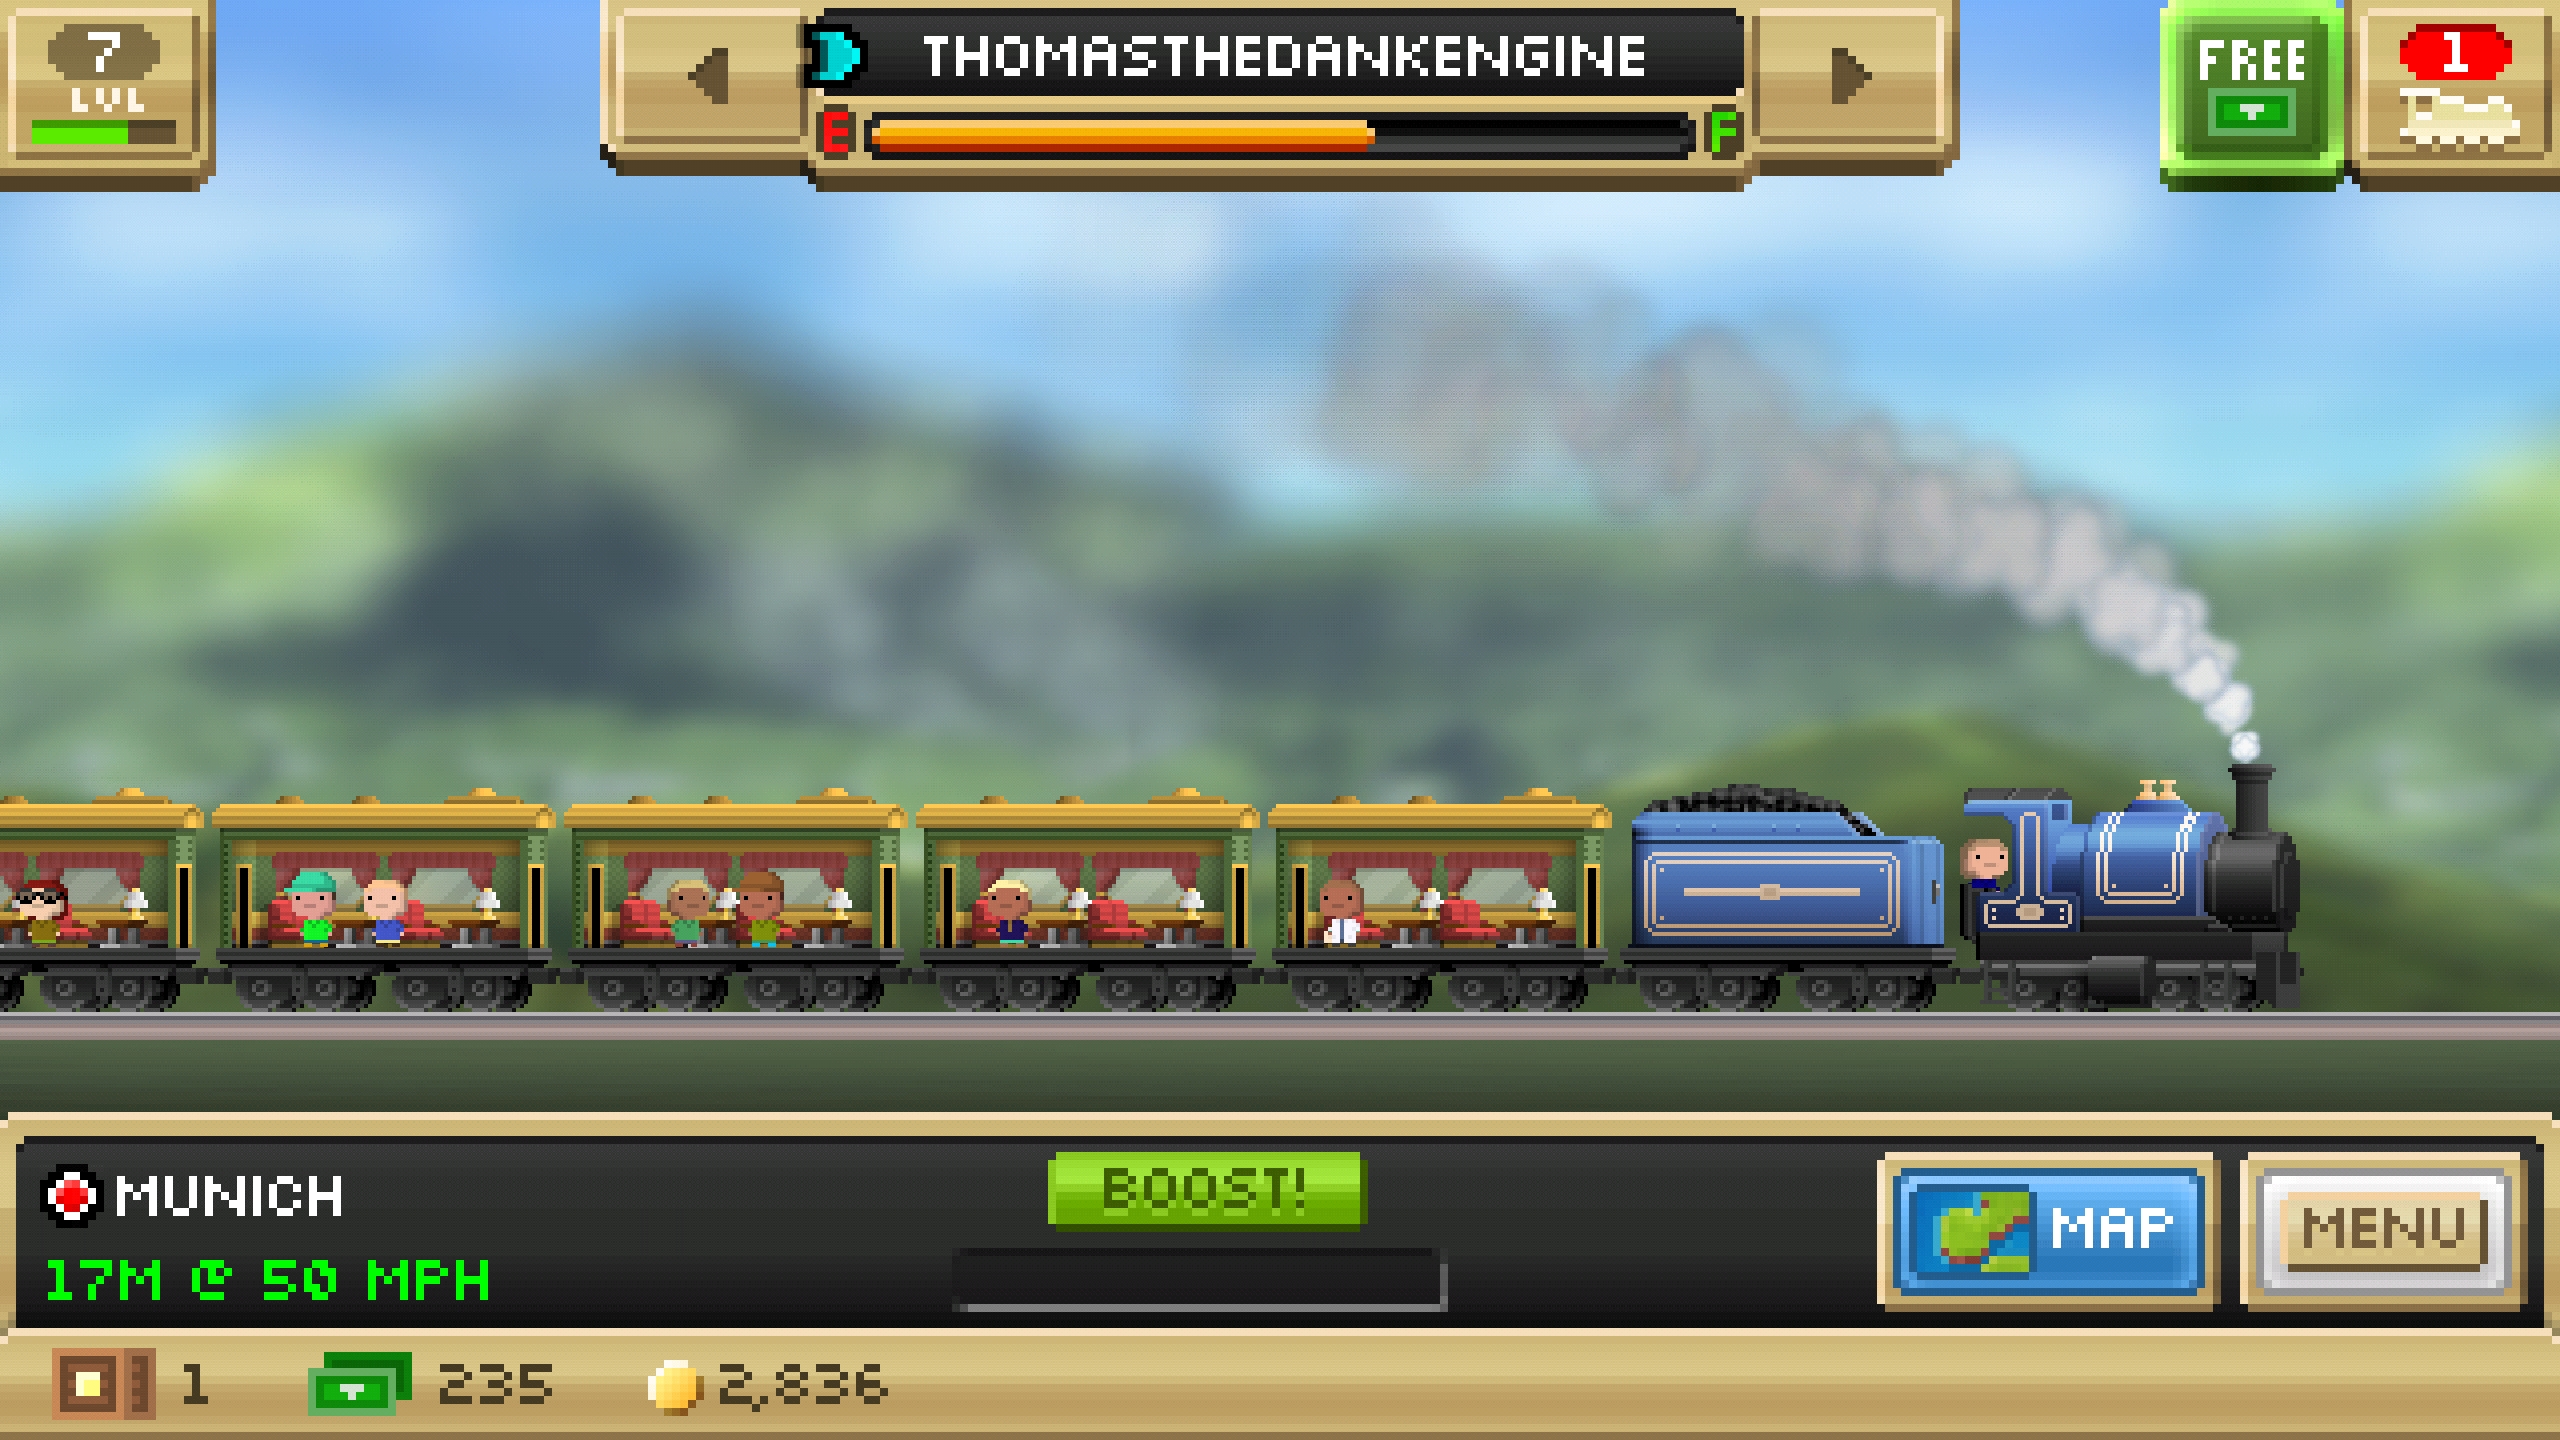 7
LVL
THOMASTHEDANKENGINE
E F
FREE
1
MUNICH
17M @ 50 MPH
BOOST!
MAP
MENU
1
235
2,836